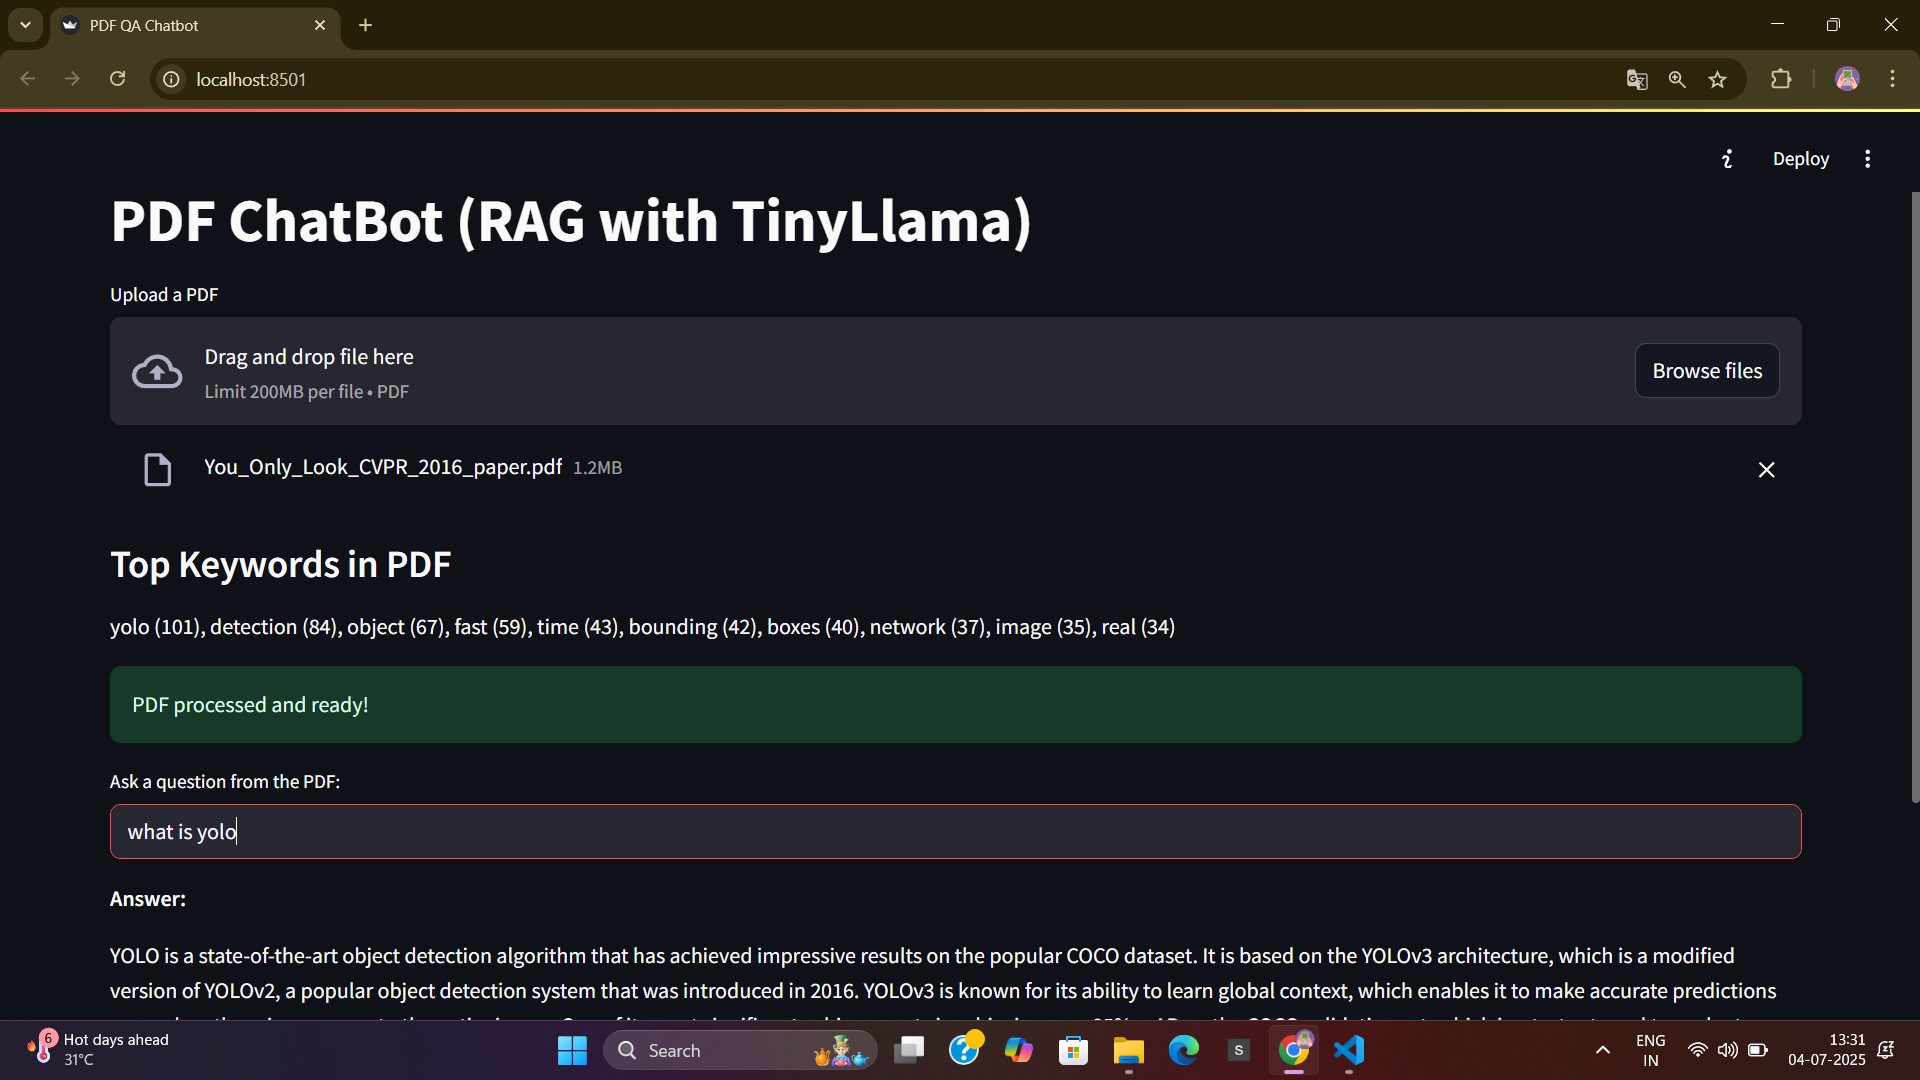 PDF QA Chatbot
localhost:8501
Deploy
PDF ChatBot (RAG with TinyLlama)
Upload a PDF
Drag and drop file here
Limit 200MB per file • PDF
Browse files
You_Only_Look_CVPR_2016_paper.pdf 1.2MB
Top Keywords in PDF
yolo (101), detection (84), object (67), fast (59), time (43), bounding (42), boxes (40), network (37), image (35), real (34)
PDF processed and ready!
Ask a question from the PDF:
what is yolo
Answer:
YOLO is a state-of-the-art object detection algorithm that has achieved impressive results on the popular COCO dataset. It is based on the YOLOv3 architecture, which is a modified
version of YOLOv2, a popular object detection system that was introduced in 2016. YOLOv3 is known for its ability to learn global context, which enables it to make accurate predictions
6
Hot days ahead
31°C
Search
S
ENG
IN
13:31
04-07-2025